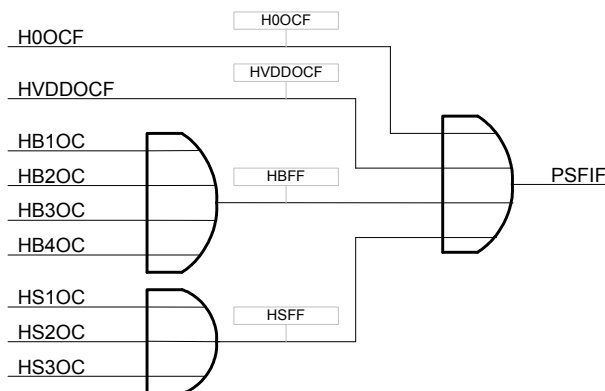 H0OCF
H0OCF
HVDDOCF
HVDDOCF
HB1OC
HB2OC
HBFF
PSFIF
HB3OC
HB4OC
HS1OC
HSFF
HS2OC
HS3OC